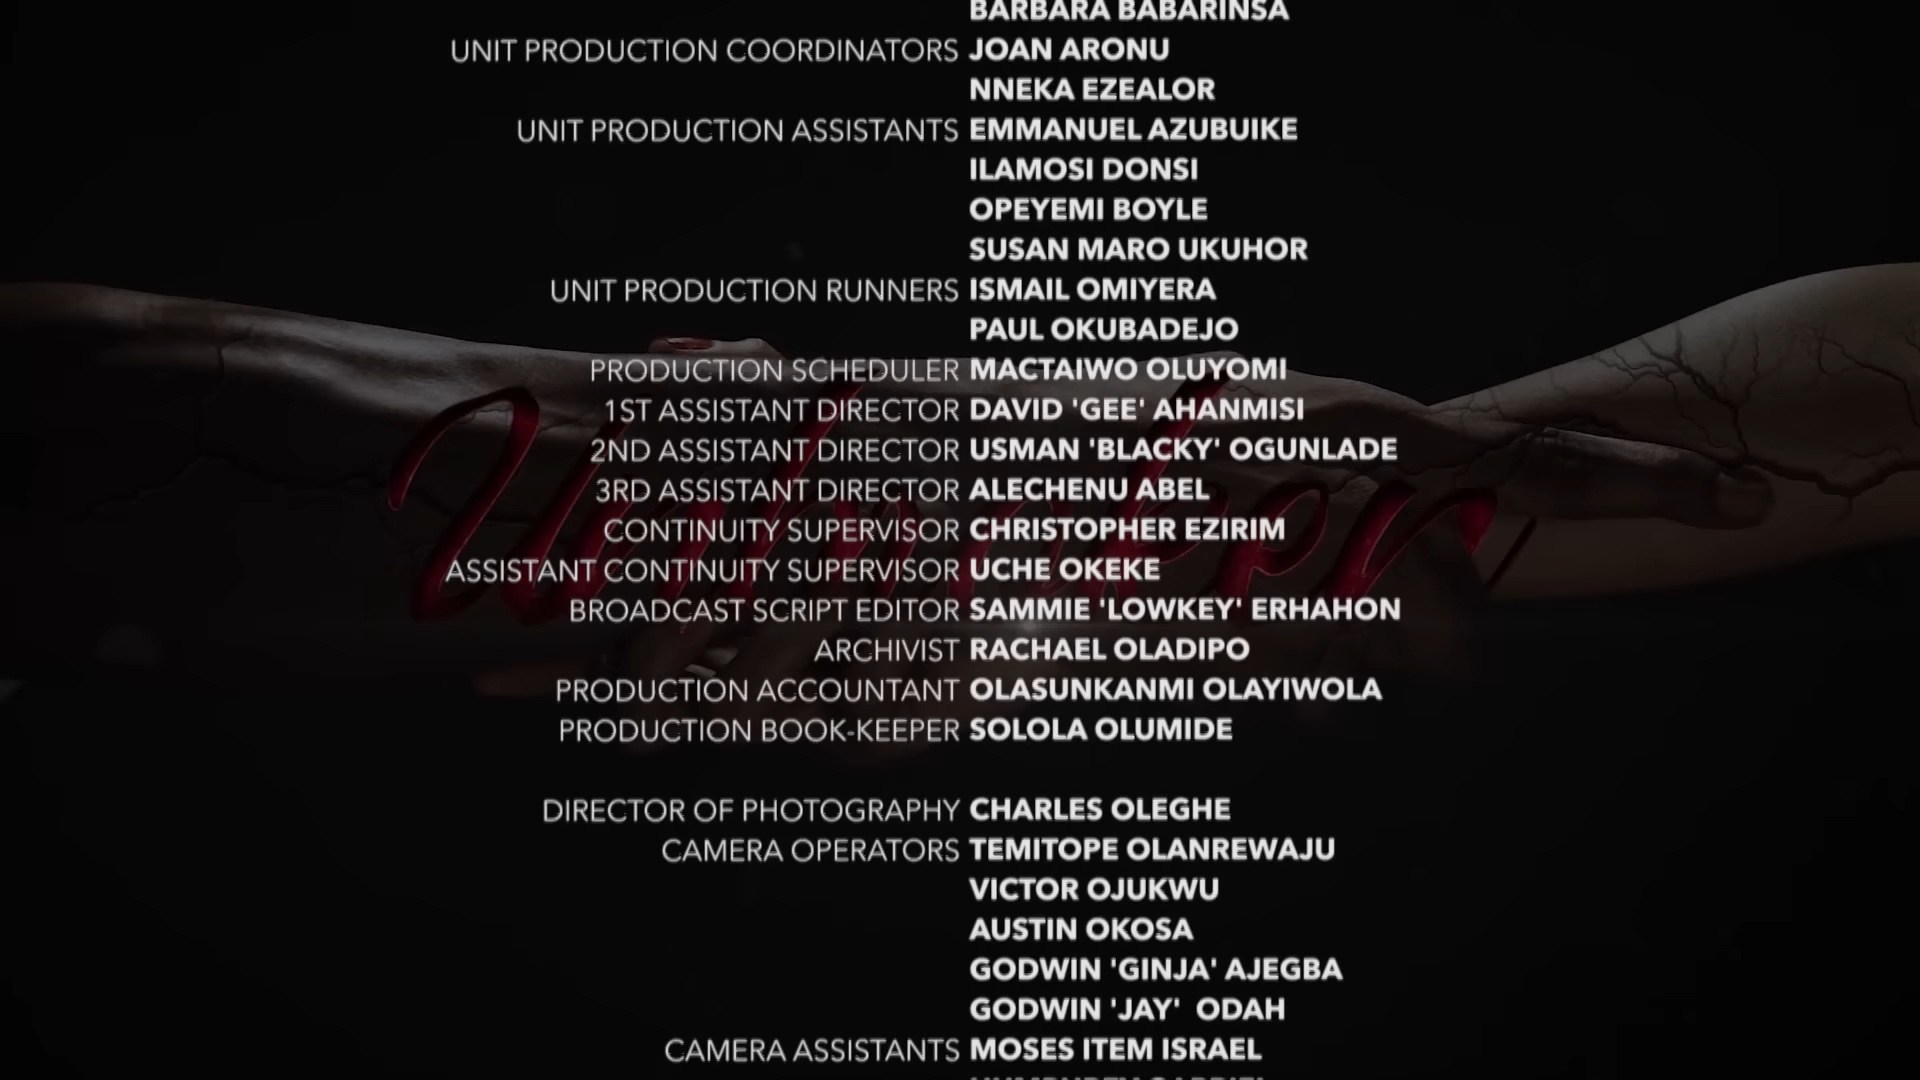 BARBARA BABARINSA
UNIT PRODUCTION COORDINATORS JOAN ARONU
NNEKA EZEALOR
UNIT PRODUCTION ASSISTANTS EMMANUEL AZUBUIKE
ILAMOSI DONSI
OPEYEMI BOYLE
SUSAN MARO UKUHOR
UNIT PRODUCTION RUNNERS ISMAIL OMIYERA
PAUL OKUBADEJO
PRODUCTION SCHEDULER MACTAIWO OLUYOMI
1ST ASSISTANT DIRECTOR DAVID 'GEE' AHANMISI
2ND ASSISTANT DIRECTOR USMAN 'BLACKY' OGUNLADE
3RD ASSISTANT DIRECTOR ALECHENU ABEL
CONTINUITY SUPERVISOR CHRISTOPHER EZIRIM
ASSISTANT CONTINUITY SUPERVISOR UCHE OKEKE
BROADCAST SCRIPT EDITOR SAMMIE 'LOWKEY' ERHAHON
ARCHIVIST RACHAEL OLADIPO
PRODUCTION ACCOUNTANT OLASUNKANMI OLAYIWOLA
PRODUCTION BOOK-KEEPER SOLOLA OLUMIDE
DIRECTOR OF PHOTOGRAPHY CHARLES OLEGHE
CAMERA OPERATORS TEMITOPE OLANREWAJU
VICTOR OJUKWU
AUSTIN OKOSA
GODWIN 'GINJA' AJEGBA
GODWIN 'JAY' ODAH
CAMERA ASSISTANTS MOSES ITEM ISRAEL